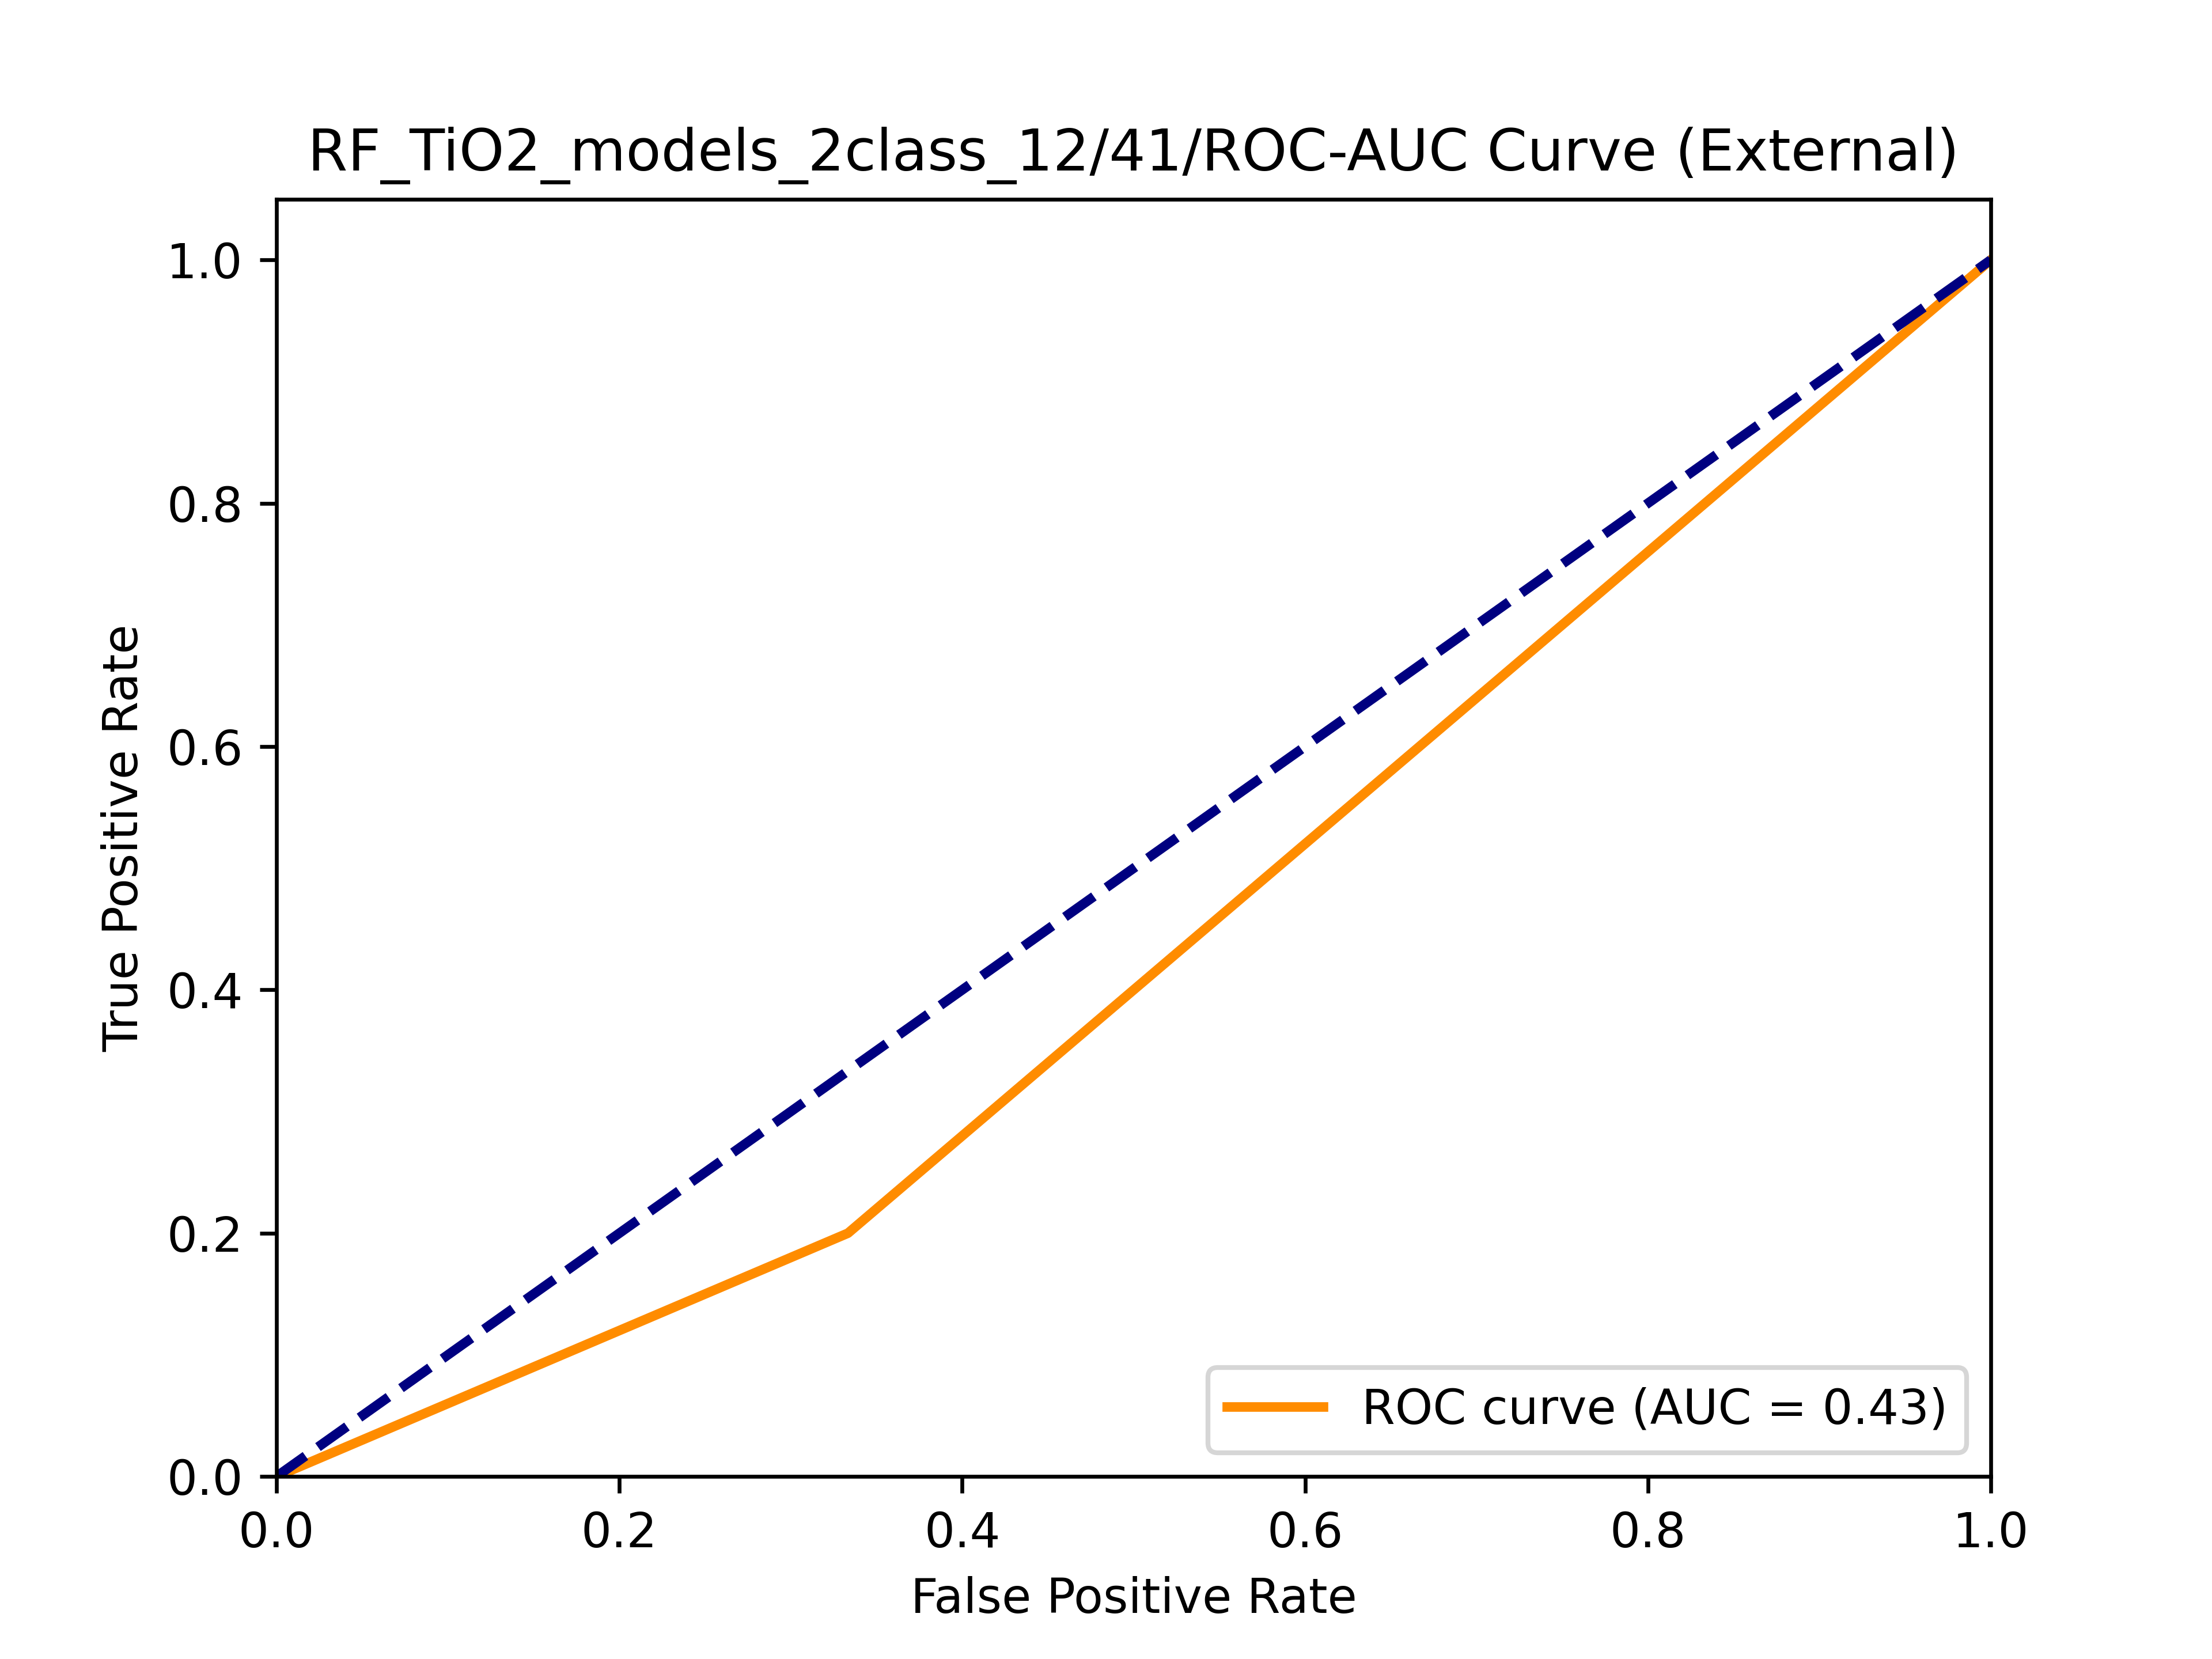 RF_TiO2_models_2class_12/41/ROC-AUC Curve (External)
True Positive Rate
1.0
0.8
0.6
0.4
0.2
0.0
0.0 0.2 0.4 0.6 0.8 1.0
False Positive Rate
ROC curve (AUC = 0.43)